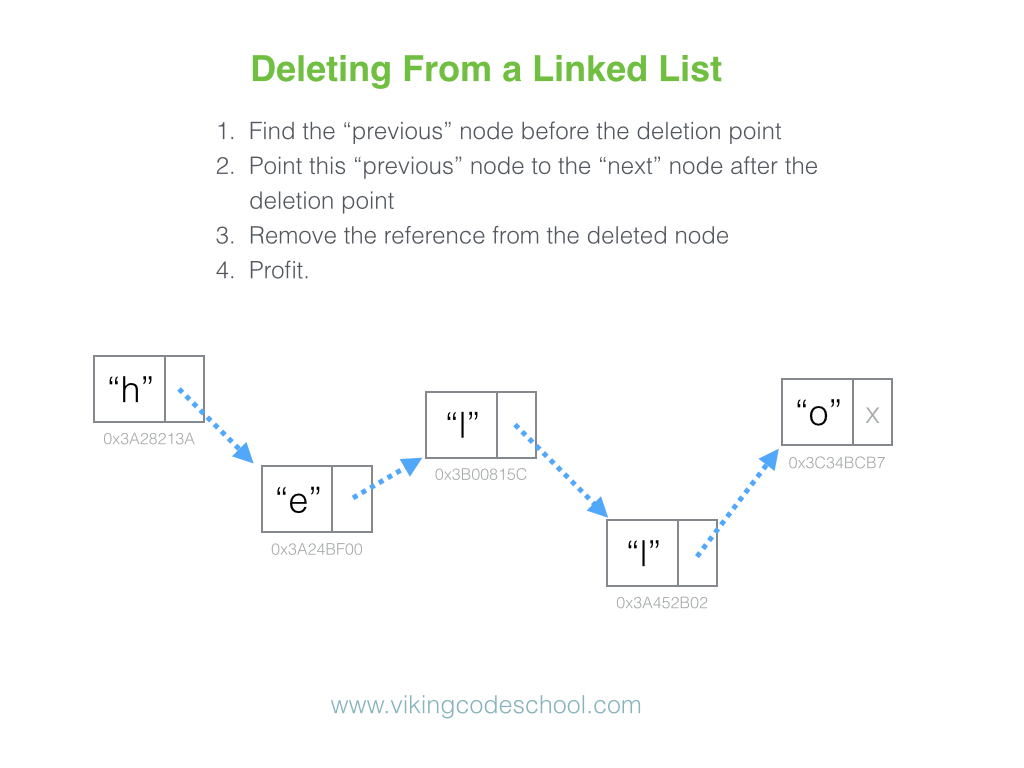 Deleting From a Linked List
1. Find the “previous” node before the deletion point
2. Point this “previous” node to the “next” node after the
deletion point
3. Remove the reference from the deleted node
4. Profit.
“h”
0x3A28213A
“e”
0x3A24BF00
“l”
0x3B00815C
“l”
0x3A452B02
“o” x
0x3C34BCB7
www.vikingcodeschool.com